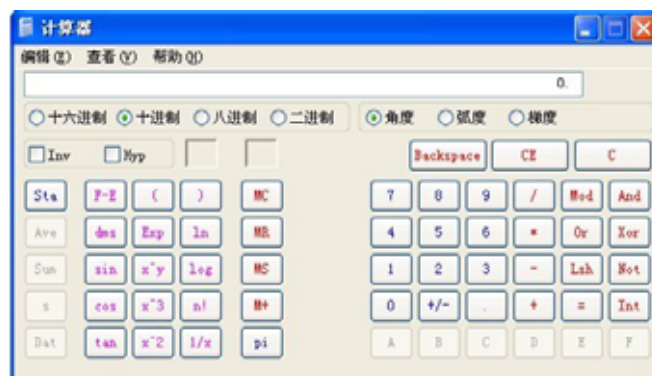 计算器
编辑(E) 查看(V) 帮助(H)
0.
十六进制 十进制 八进制 二进制 角度 弧度 梯度
Inv Hyp Backspace CE C
Sta F-E ( ) MC 7 8 9 / Mod And
Ave dms Exp ln MR 4 5 6 * Or Xor
Sum sin x^y log MS 1 2 3 - Lsh Not
s cos x^3 n! M+ 0 +/- . + = Int
Dat tan x^2 1/x pi A B C D E F